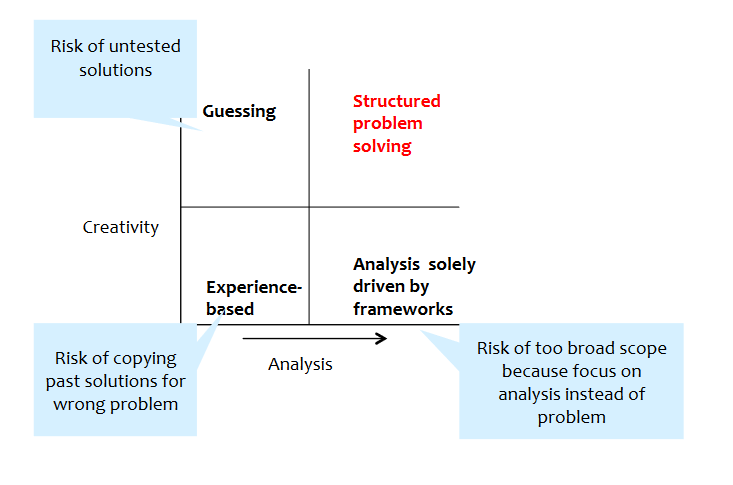 Risk of untested
solutions
Guessing
Structured
problem
solving
Creativity
Experience-
based
Analysis  solely
driven by
frameworks
Risk of copying
past solutions for
wrong problem
Analysis
Risk of too broad scope
because focus on
analysis instead of
problem